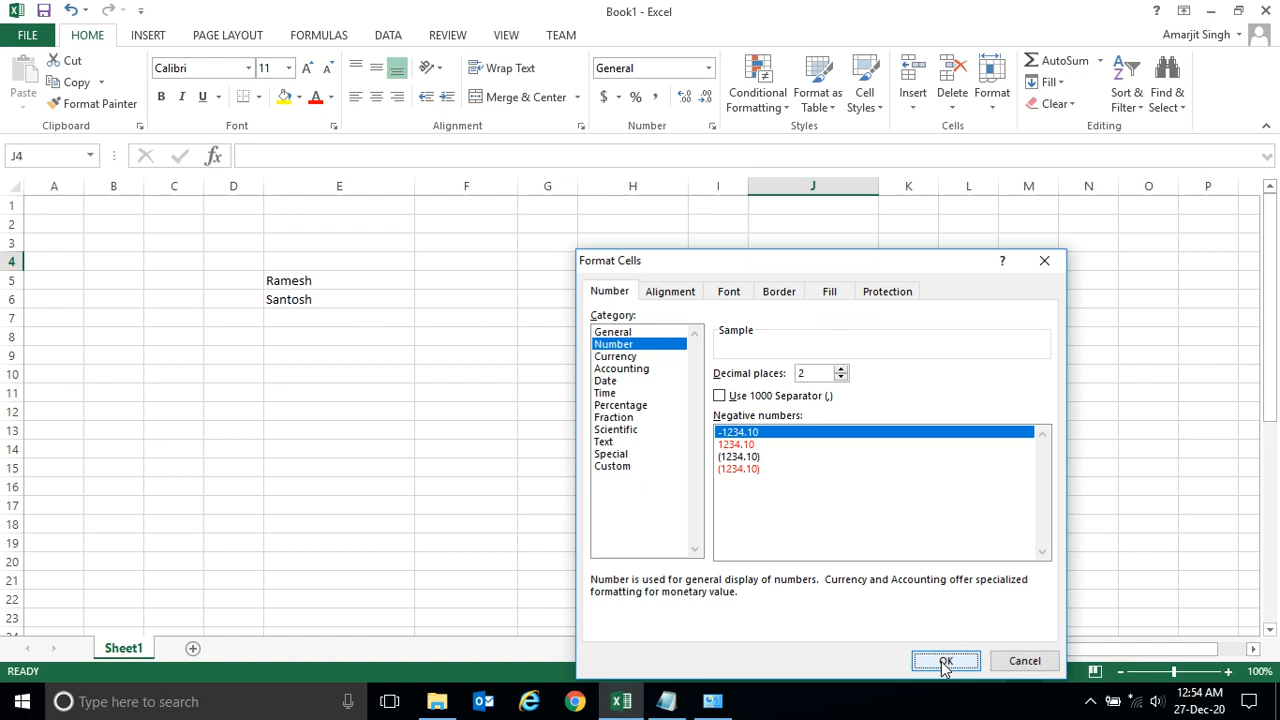 Book1 - Excel
FILE HOME INSERT PAGE LAYOUT FORMULAS DATA REVIEW VIEW TEAM Amarjit Singh
Cut
Copy
Format Painter
Paste
Clipboard
Calibri 11
B I U
Font
Wrap Text
Merge & Center
Alignment
General
$ % ,
Number
Conditional Formatting
Format as Table
Cell Styles
Styles
Insert Delete Format
Cells
AutoSum
Fill
Clear
Sort & Filter
Find & Select
Editing
J4
fx
A B C D E F G H I J K L M N O P
1
2
3
4
5 Ramesh
6 Santosh
7
8
9
10
11
12
13
14
15
16
17
18
19
20
21
22
23
Format Cells
Number Alignment Font Border Fill Protection
Category:
General
Number
Currency
Accounting
Date
Time
Percentage
Fraction
Scientific
Text
Special
Custom
Sample
Decimal places: 2
Use 1000 Separator (,)
Negative numbers:
-1234.10
1234.10
(1234.10)
(1234.10)
Number is used for general display of numbers. Currency and Accounting offer specialized
formatting for monetary value.
OK Cancel
Sheet1
READY 100%
Type here to search
12:54 AM
27-Dec-20